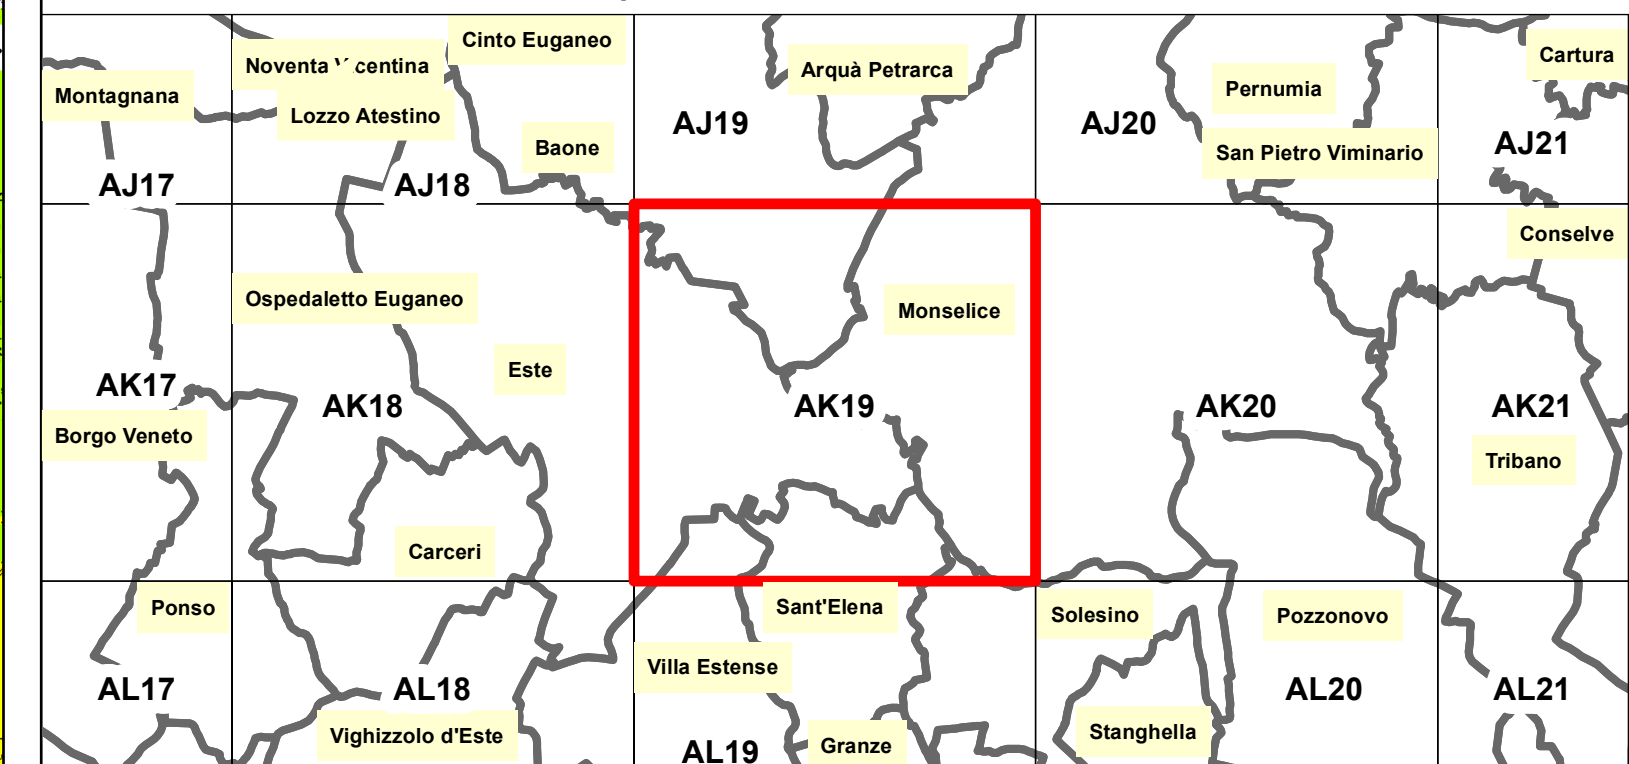 Cinto Euganeo
Noventa Vicentina
Cartura
Arquà Petrarca
Montagnana
Pernumia
Lozzo Atestino
AJ19
AJ20
Baone
AJ21
San Pietro Viminario
AJ17
AJ18
Conselve
Ospedaletto Euganeo
Monselice
Este
AK17
AK18
AK19
AK20
AK21
Borgo Veneto
Tribano
Carceri
Ponso
Sant'Elena
Solesino
Pozzonovo
Villa Estense
AL17
AL18
AL20
AL21
Vighizzolo d'Este
Stanghella
AL19
Granze